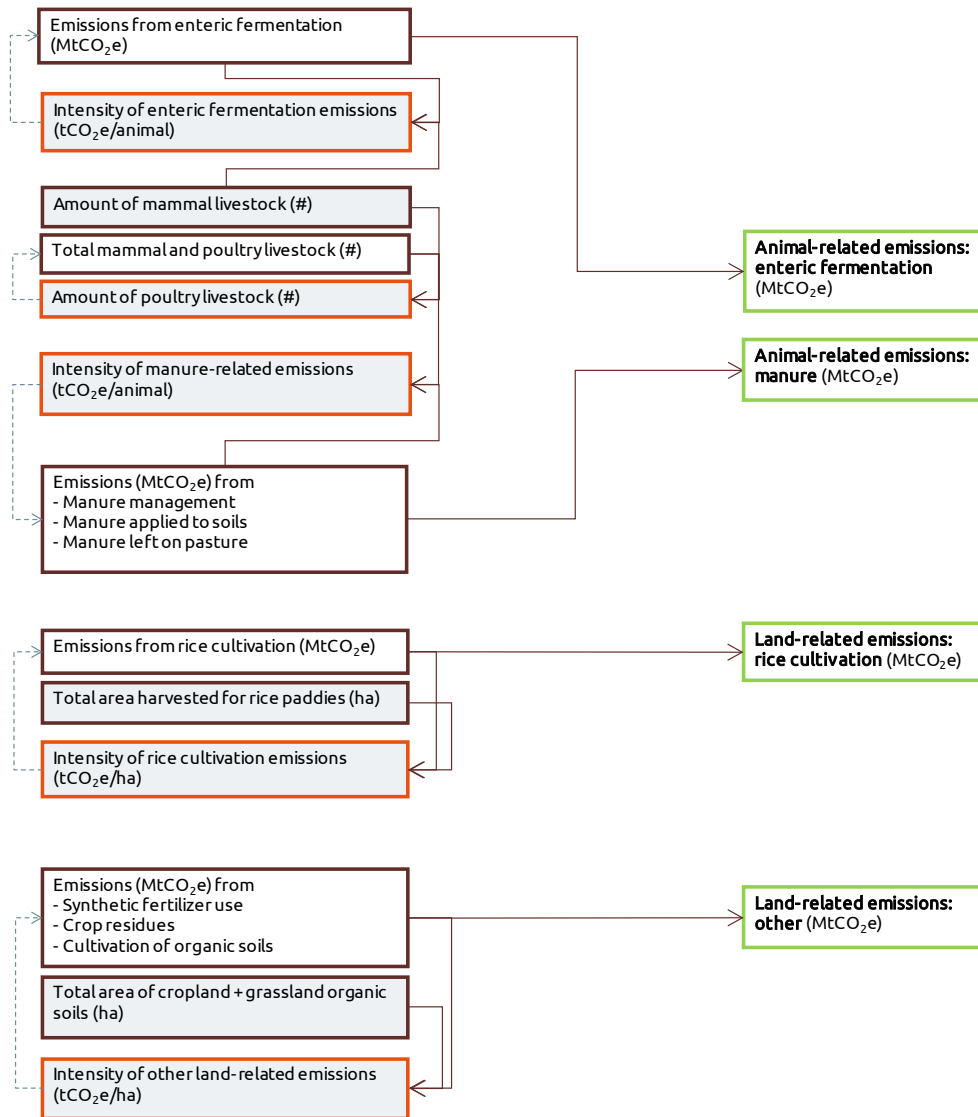 Emissions from enteric fermentation
(MtCO₂e)
Intensity of enteric fermentation emissions
(tCO₂e/animal)
Amount of mammal livestock (#)
Total mammal and poultry livestock (#)
Amount of poultry livestock (#)
Animal-related emissions:
enteric fermentation
(MtCO₂e)
Intensity of manure-related emissions
(tCO₂e/animal)
Animal-related emissions:
manure (MtCO₂e)
Emissions (MtCO₂e) from
- Manure management
- Manure applied to soils
- Manure left on pasture
Emissions from rice cultivation (MtCO₂e)
Total area harvested for rice paddies (ha)
Intensity of rice cultivation emissions
(tCO₂e/ha)
Land-related emissions:
rice cultivation (MtCO₂e)
Emissions (MtCO₂e) from
- Synthetic fertilizer use
- Crop residues
- Cultivation of organic soils
Total area of cropland + grassland organic
soils (ha)
Intensity of other land-related emissions
(tCO₂e/ha)
Land-related emissions:
other (MtCO₂e)